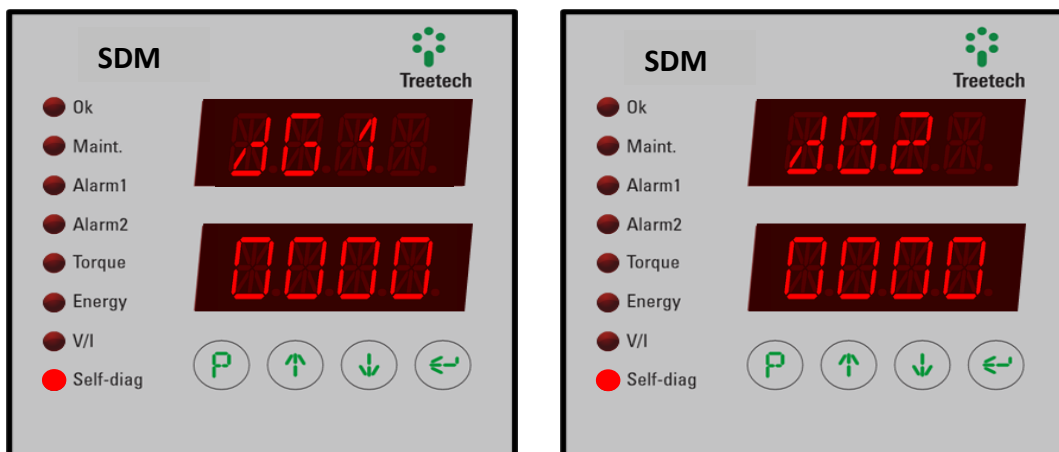 SDM
Treetech
Ok
dG1
Maint.
Alarm1
Alarm2
0000
Torque
Energy
V/I
P
Self-diag
SDM
Treetech
Ok
dG2
Maint.
Alarm1
Alarm2
0000
Torque
Energy
V/I
P
Self-diag